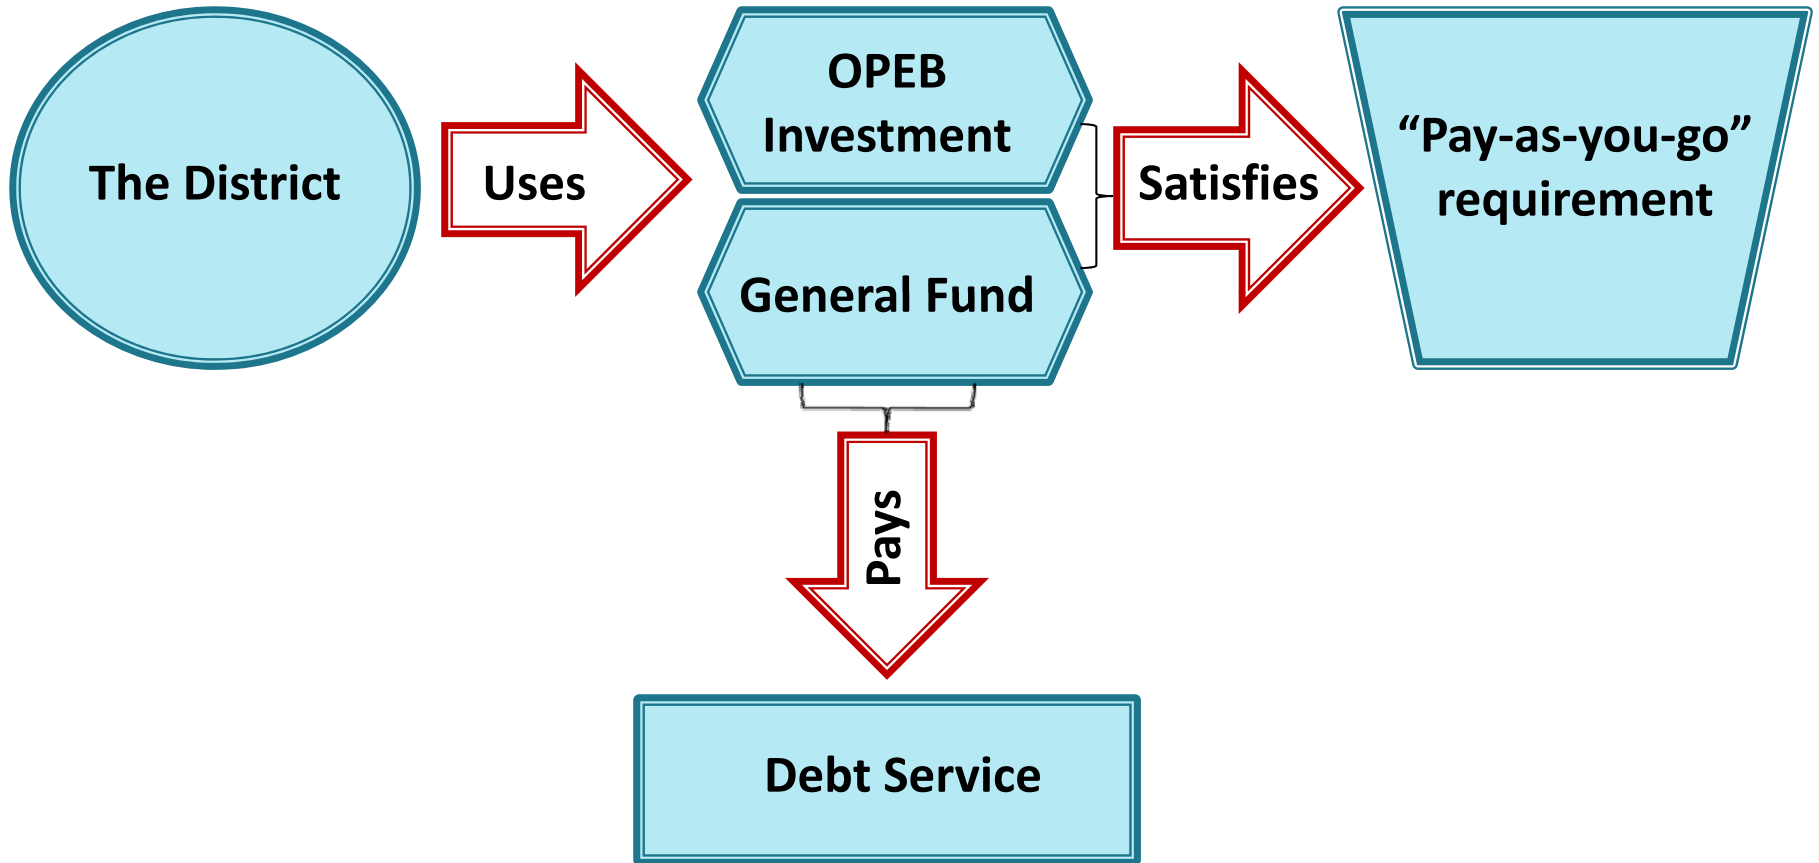 The District
Uses
OPEB
Investment
General Fund
Satisfies
“Pay-as-you-go”
requirement
Pays
Debt Service